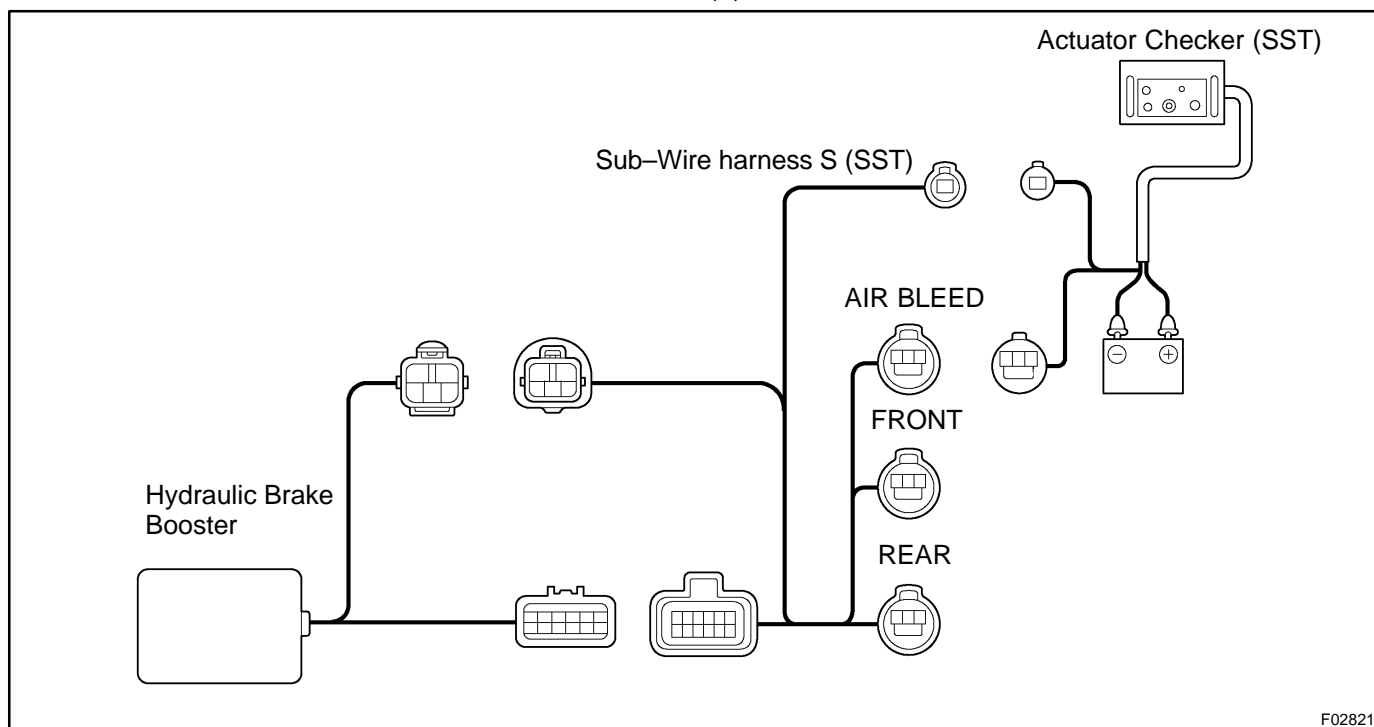 Actuator Checker (SST)
Sub–Wire harness S (SST)
AIR BLEED
FRONT
Hydraulic Brake
Booster
REAR
− +
F02821